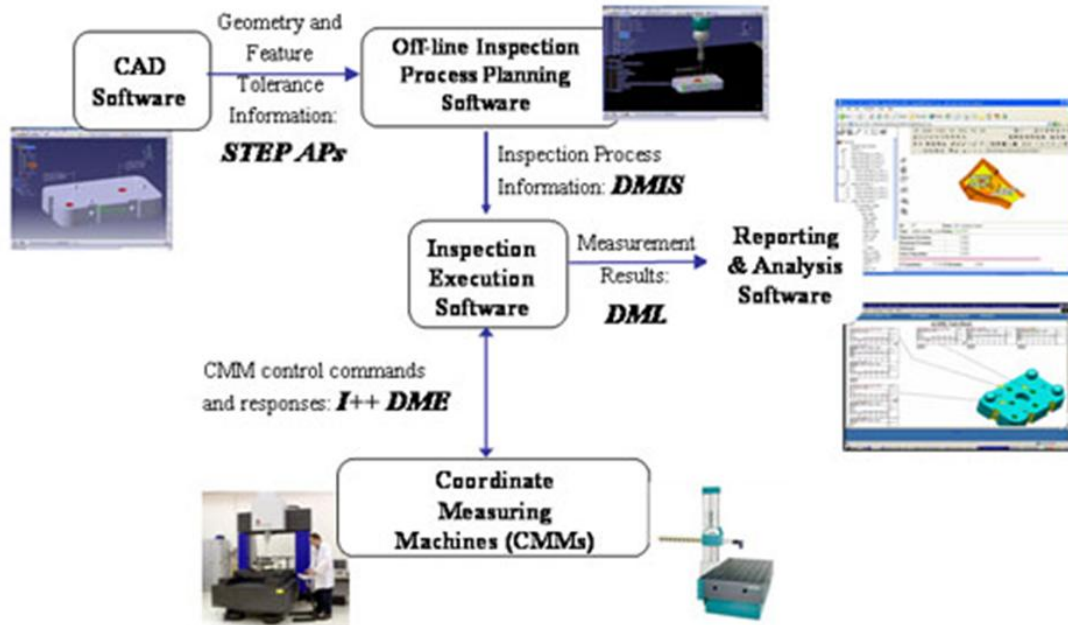 CAD
Software
Geometry and
Feature
Tolerance
Information:
STEP APs
Off-line Inspection
Process Planning
Software
Inspection Process
Information: DMIS
Inspection
Execution
Software
Measurement
Results:
DML
Reporting
& Analysis
Software
CMM control commands
and responses: I++ DME
Coordinate
Measuring
Machines (CMMs)